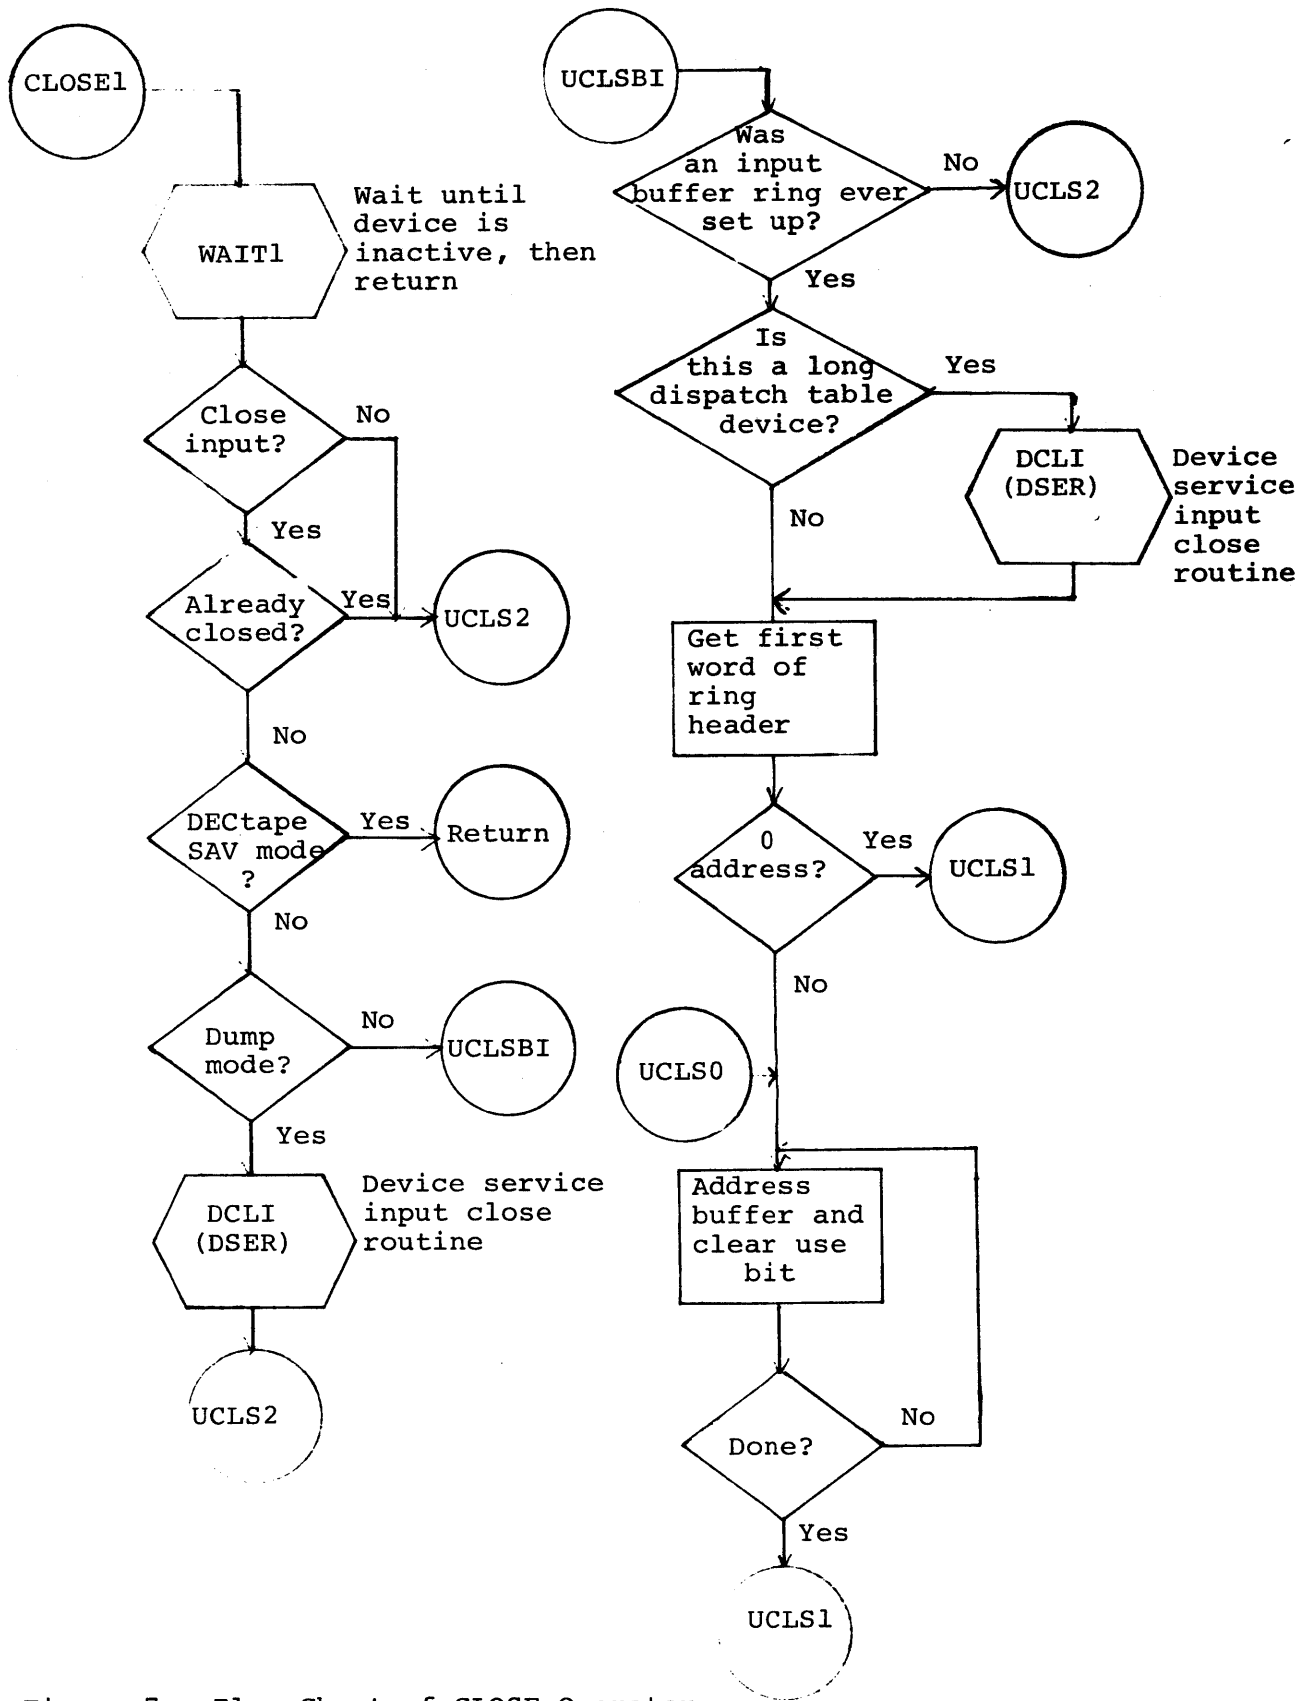 CLOSE1
WAIT1
Wait until
device is
inactive, then
return
Close
input?
No
Yes
Already
closed?
Yes
UCLS2
No
DECtape
SAV mode
?
Yes
Return
No
Dump
mode?
No
UCLSBI
Yes
DCLI
(DSER)
Device service
input close
routine
UCLS2
UCLSBI
Was
an input
buffer ring ever
set up?
No
UCLS2
Yes
Is
this a long
dispatch table
device?
Yes
DCLI
(DSER)
Device
service
input
close
routine
No
Get first
word of
ring
header
0
address?
Yes
UCLS1
No
UCLS0
Address
buffer and
clear use
bit
Done?
No
Yes
UCLS1